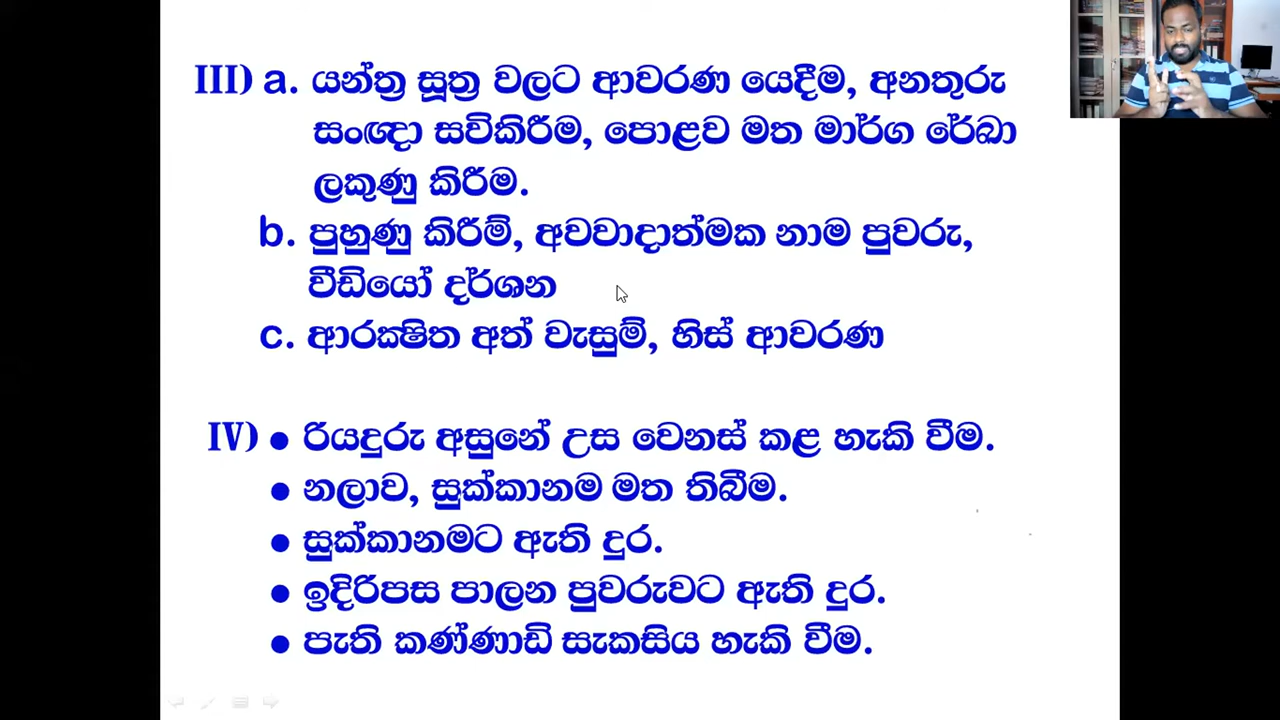 III) a. යන්ත්‍ර සූත්‍ර වලට ආවරණ යෙදීම, අනතුරු
සංඥා සවිකිරීම, පොළව මත මාර්ග රේඛා
ලකුණු කිරීම.
b. පුහුණු කිරීම්, අවවාදාත්මක නාම පුවරු,
වීඩියෝ දර්ශන
c. ආරක්‍ෂිත අත් වැසුම්, හිස් ආවරණ
IV) ● රියදුරු අසුනේ උස වෙනස් කළ හැකි වීම.
● නලාව, සුක්කානම මත තිබීම.
● සුක්කානමට ඇති දුර.
● ඉදිරිපස පාලන පුවරුවට ඇති දුර.
● පැති කණ්ණාඩි සැකසිය හැකි වීම.